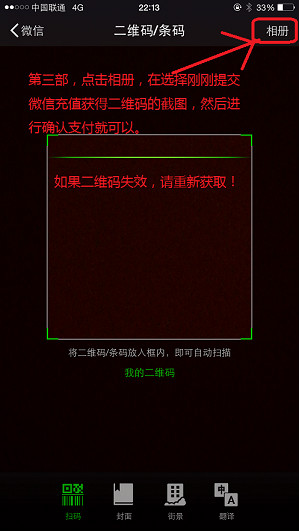 中国联通 4G 22:13 33%
微信 二维码/条码 相册
第三部，点击相册，在选择刚刚提交
微信充值获得二维码的截图，然后进
行确认支付就可以。
如果二维码失效，请重新获取！
将二维码/条码放入框内，即可自动扫描
我的二维码
中 A
扫码 封面 街景 翻译